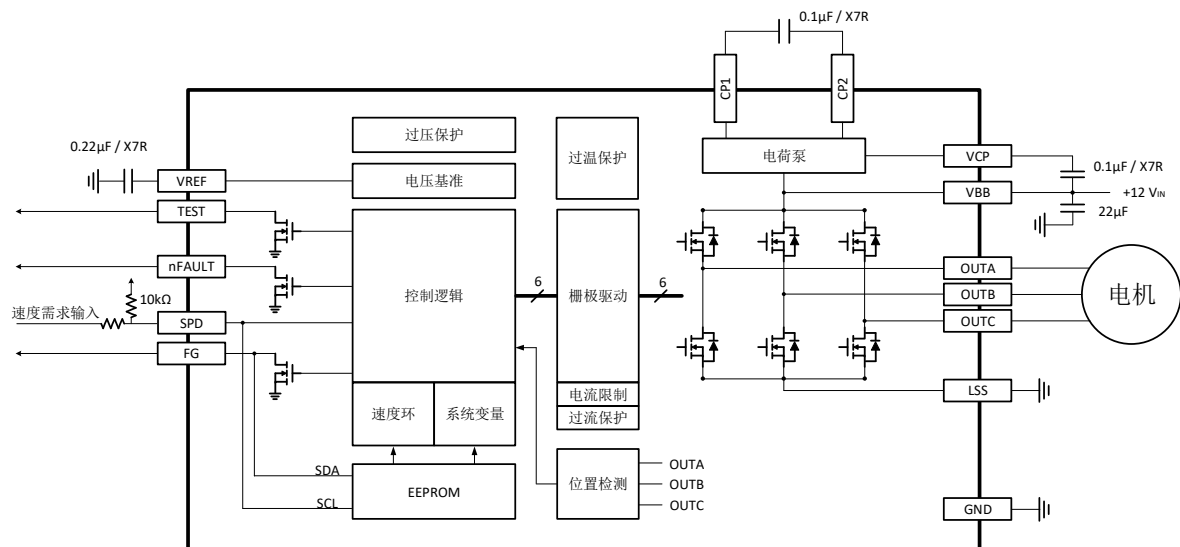 0.1μF / X7R
CP1
CP2
过压保护
过温保护
电荷泵
0.22μF / X7R
VREF
电压基准
VCP
0.1μF / X7R
VBB
+12 VIN
22μF
TEST
nFAULT
10kΩ
速度需求输入
SPD
FG
控制逻辑
6
栅极驱动
6
OUTA
OUTB
OUTC
电机
电流限制
过流保护
LSS
速度环
系统变量
SDA
SCL
EEPROM
位置检测
OUTA
OUTB
OUTC
GND